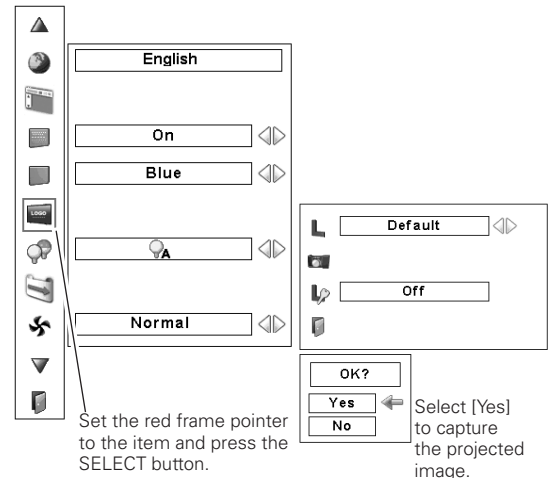 English
On
Blue
LOGO
A
Normal
Default
Off
OK?
Yes
No
Set the red frame pointer
to the item and press the
SELECT button.
Select [Yes]
to capture
the projected
image.